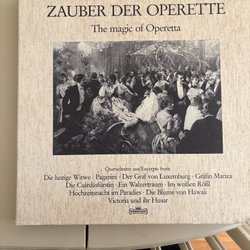 ZAUBER DER OPERETTE
The magic of Operetta
Querschnitte aus/Excerpts from
Die lustige Witwe · Paganini · Der Graf von Luxemburg · Gräfin Mariza
Die Csárdásfürstin · Ein Walzertraum · Im weißen Rößl
Hochzeitsnacht im Paradies · Die Blume von Hawaii
Victoria und ihr Husar